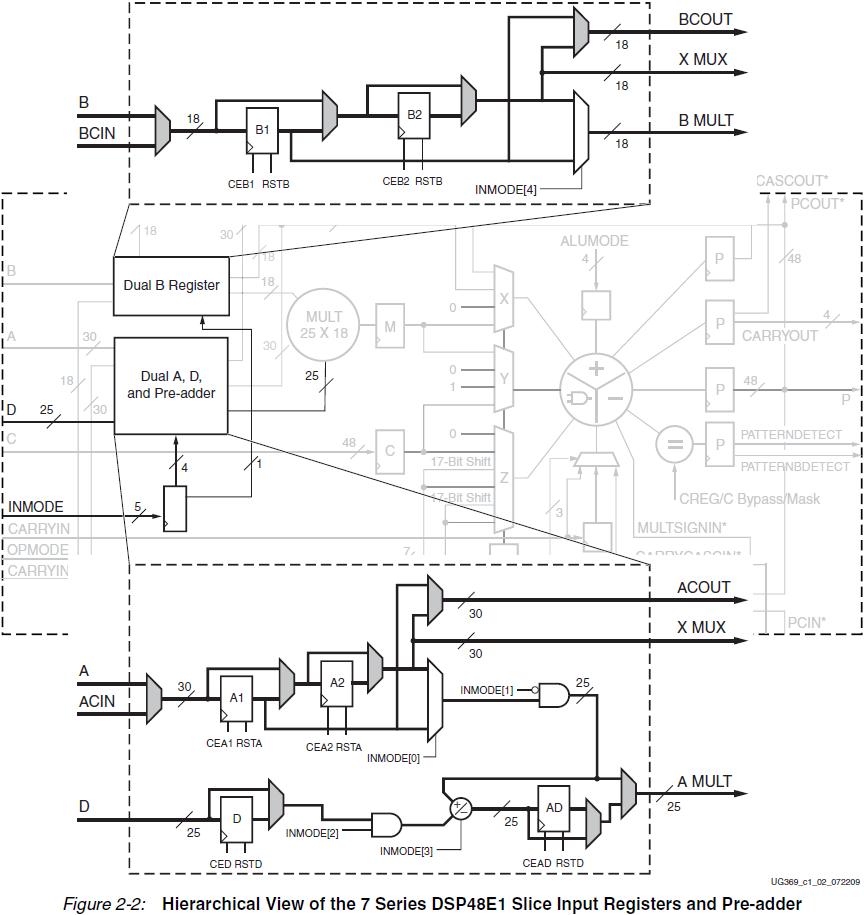 BCOUT
18
X MUX
18
B
18
B1
B2
BCIN
B MULT
18
CEB1 RSTB
CEB2 RSTB
INMODE[4]
CASCOUT*
PCOUT*
18
30
18
ALUMODE
4
48
B
Dual B Register
18
X
P
0
MULT
25 X 18
M
P
4
CARRYOUT
A
30
30
0
Dual A, D,
and Pre-adder
18
25
Y
1
P
48
P
D
25
30
C
0
48
C
=
P
PATTERNDETECT
17-Bit Shift
PATTERNBDETECT
4
1
Z
INMODE
5
17-Bit Shift
CREG/C Bypass/Mask
3
CARRYIN
MULTSIGNIN*
OPMODE
7
CARRYCASCIN*
CARRYIN
ACOUT
30
PCIN*
X MUX
30
A
30
A1
A2
INMODE[1]
25
ACIN
CEA1 RSTA
CEA2 RSTA
INMODE[0]
A MULT
25
D
25
D
INMODE[2]
+
−
25
AD
INMODE[3]
CED RSTD
CEAD RSTD
UG369_c1_02_072209
Figure 2-2: Hierarchical View of the 7 Series DSP48E1 Slice Input Registers and Pre-adder